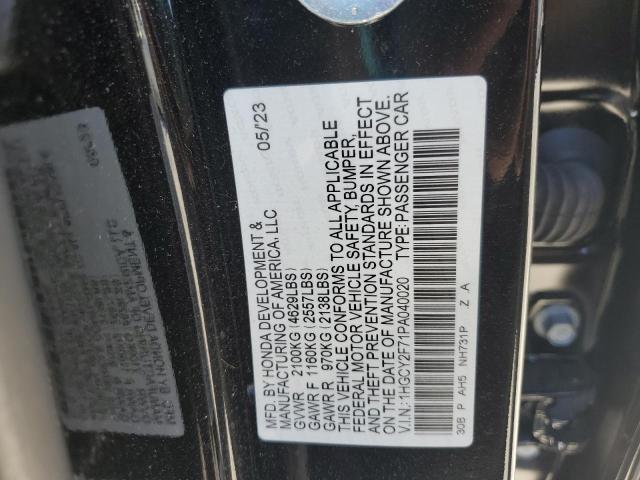 MFD. BY HONDA DEVELOPMENT &
MANUFACTURING OF AMERICA, LLC
05/'23
GVWR 2100KG (4629LBS)
GAWR F 1160KG (2557LBS)
GAWR R 970KG (2138LBS)
THIS VEHICLE CONFORMS TO ALL APPLICABLE
FEDERAL MOTOR VEHICLE SAFETY, BUMPER,
AND THEFT PREVENTION STANDARDS IN EFFECT
ON THE DATE OF MANUFACTURE SHOWN ABOVE.
V.I.N.:1HGCY2F71PA040020 TYPE:PASSENGER CAR
30B P AH5 NH731P Z A